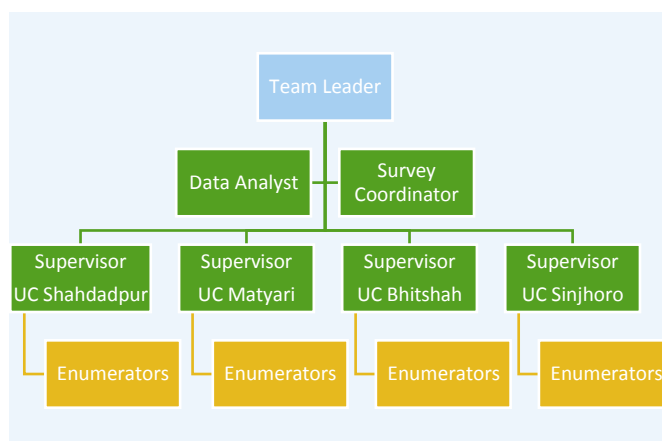 Team Leader
Data Analyst
Survey
Coordinator
Supervisor
UC Shahdadpur
Supervisor
UC Matyari
Supervisor
UC Bhitshah
Supervisor
UC Sinjhoro
Enumerators
Enumerators
Enumerators
Enumerators